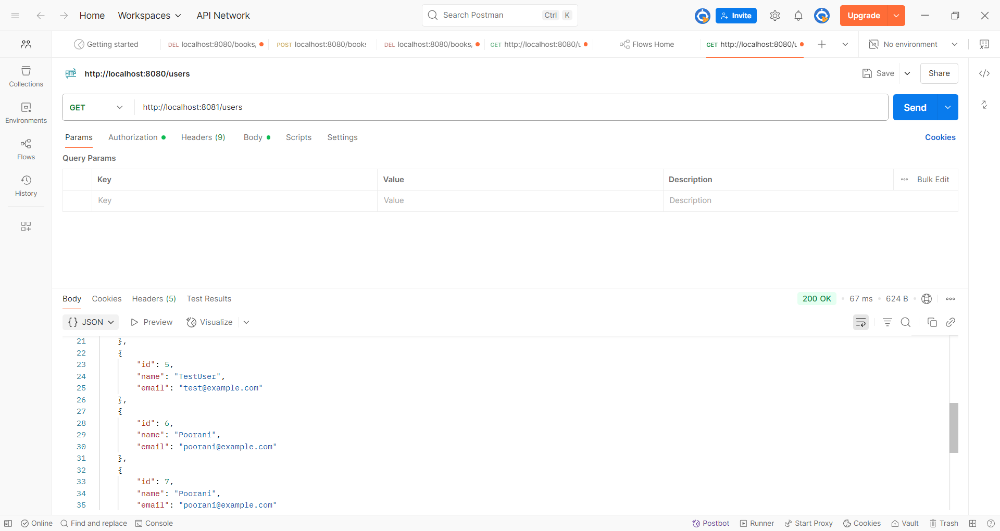 Home Workspaces API Network Search Postman Ctrl K Invite Upgrade
Getting started DEL localhost:8080/books, POST localhost:8080/books DEL localhost:8080/books, GET http://localhost:8080/u Flows Home GET http://localhost:8080/u No environment
HTTP http://localhost:8080/users Save Share
Collections
GET http://localhost:8081/users Send
Environments
Params Authorization Headers (9) Body Scripts Settings Cookies
Flows
Query Params
Key Value Description Bulk Edit
History
Key Value Description
Body Cookies Headers (5) Test Results 200 OK 67 ms 624 B
{} JSON Preview Visualize
21 },
22 {
23 "id": 5,
24 "name": "TestUser",
25 "email": "test@example.com"
26 },
27 {
28 "id": 6,
29 "name": "Poorani",
30 "email": "poorani@example.com"
31 },
32 {
33 "id": 7,
34 "name": "Poorani",
35 "email": "poorani@example.com"
Online Find and replace Console Postbot Runner Start Proxy Cookies Vault Trash